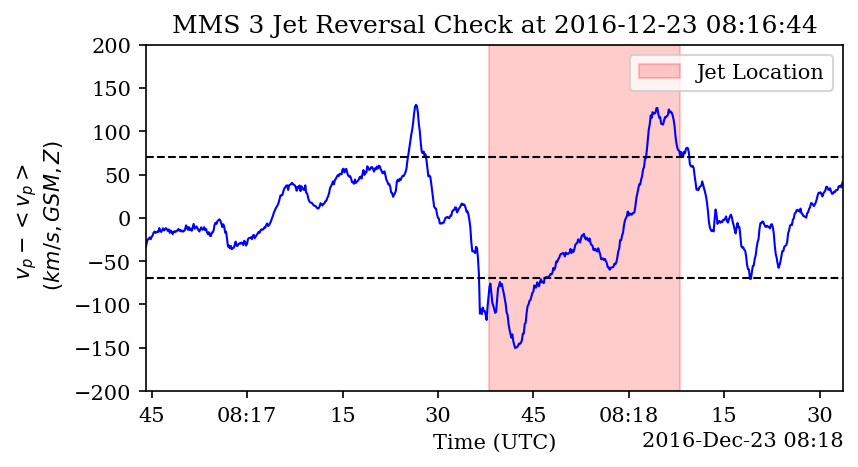 MMS 3 Jet Reversal Check at 2016-12-23 08:16:44
200
150
100
50
0
−50
−100
−150
−200
v_p − < v_p >
(km/s, GSM, Z)
Jet Location
45
08:17
15
30
45
08:18
15
30
Time (UTC)
2016-Dec-23 08:18